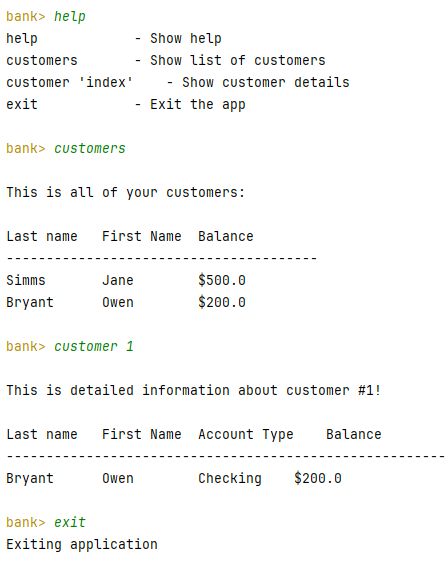 bank> help
help            - Show help
customers       - Show list of customers
customer 'index'    - Show customer details
exit            - Exit the app
bank> customers
This is all of your customers:
Last name   First Name  Balance
---------------------------------------
Simms       Jane        $500.0
Bryant      Owen        $200.0
bank> customer 1
This is detailed information about customer #1!
Last name   First Name  Account Type    Balance
-------------------------------------------------------
Bryant      Owen        Checking    $200.0
bank> exit
Exiting application